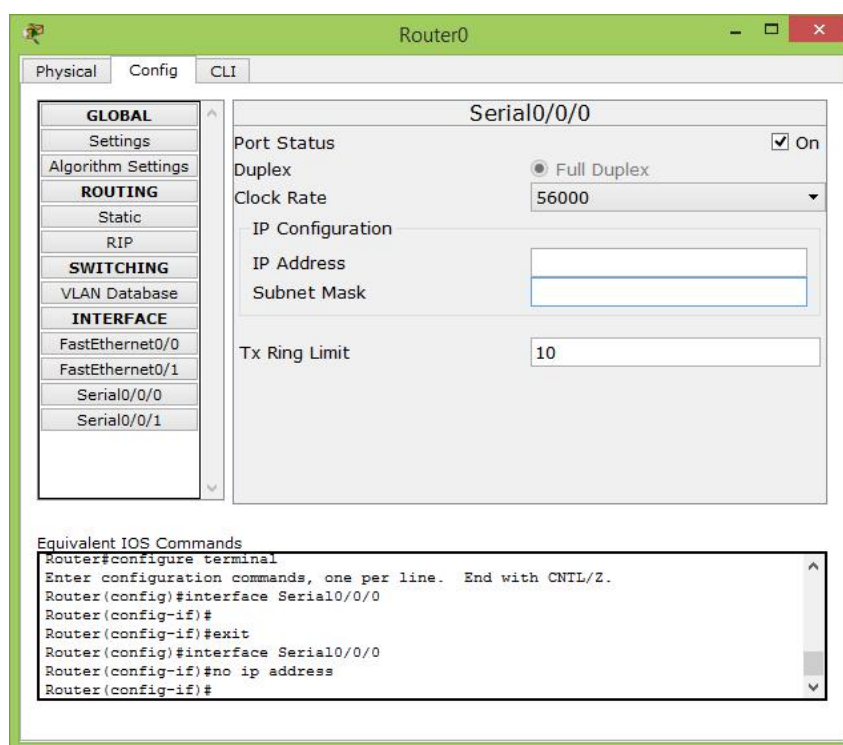 Router0
Physical Config CLI
GLOBAL
Settings
Algorithm Settings
ROUTING
Static
RIP
SWITCHING
VLAN Database
INTERFACE
FastEthernet0/0
FastEthernet0/1
Serial0/0/0
Serial0/0/1
Serial0/0/0
Port Status On
Duplex Full Duplex
Clock Rate 56000
IP Configuration
IP Address
Subnet Mask
Tx Ring Limit 10
Equivalent IOS Commands
Router#configure terminal
Enter configuration commands, one per line. End with CNTL/Z.
Router(config)#interface Serial0/0/0
Router(config-if)#
Router(config-if)#exit
Router(config)#interface Serial0/0/0
Router(config-if)#no ip address
Router(config-if)#